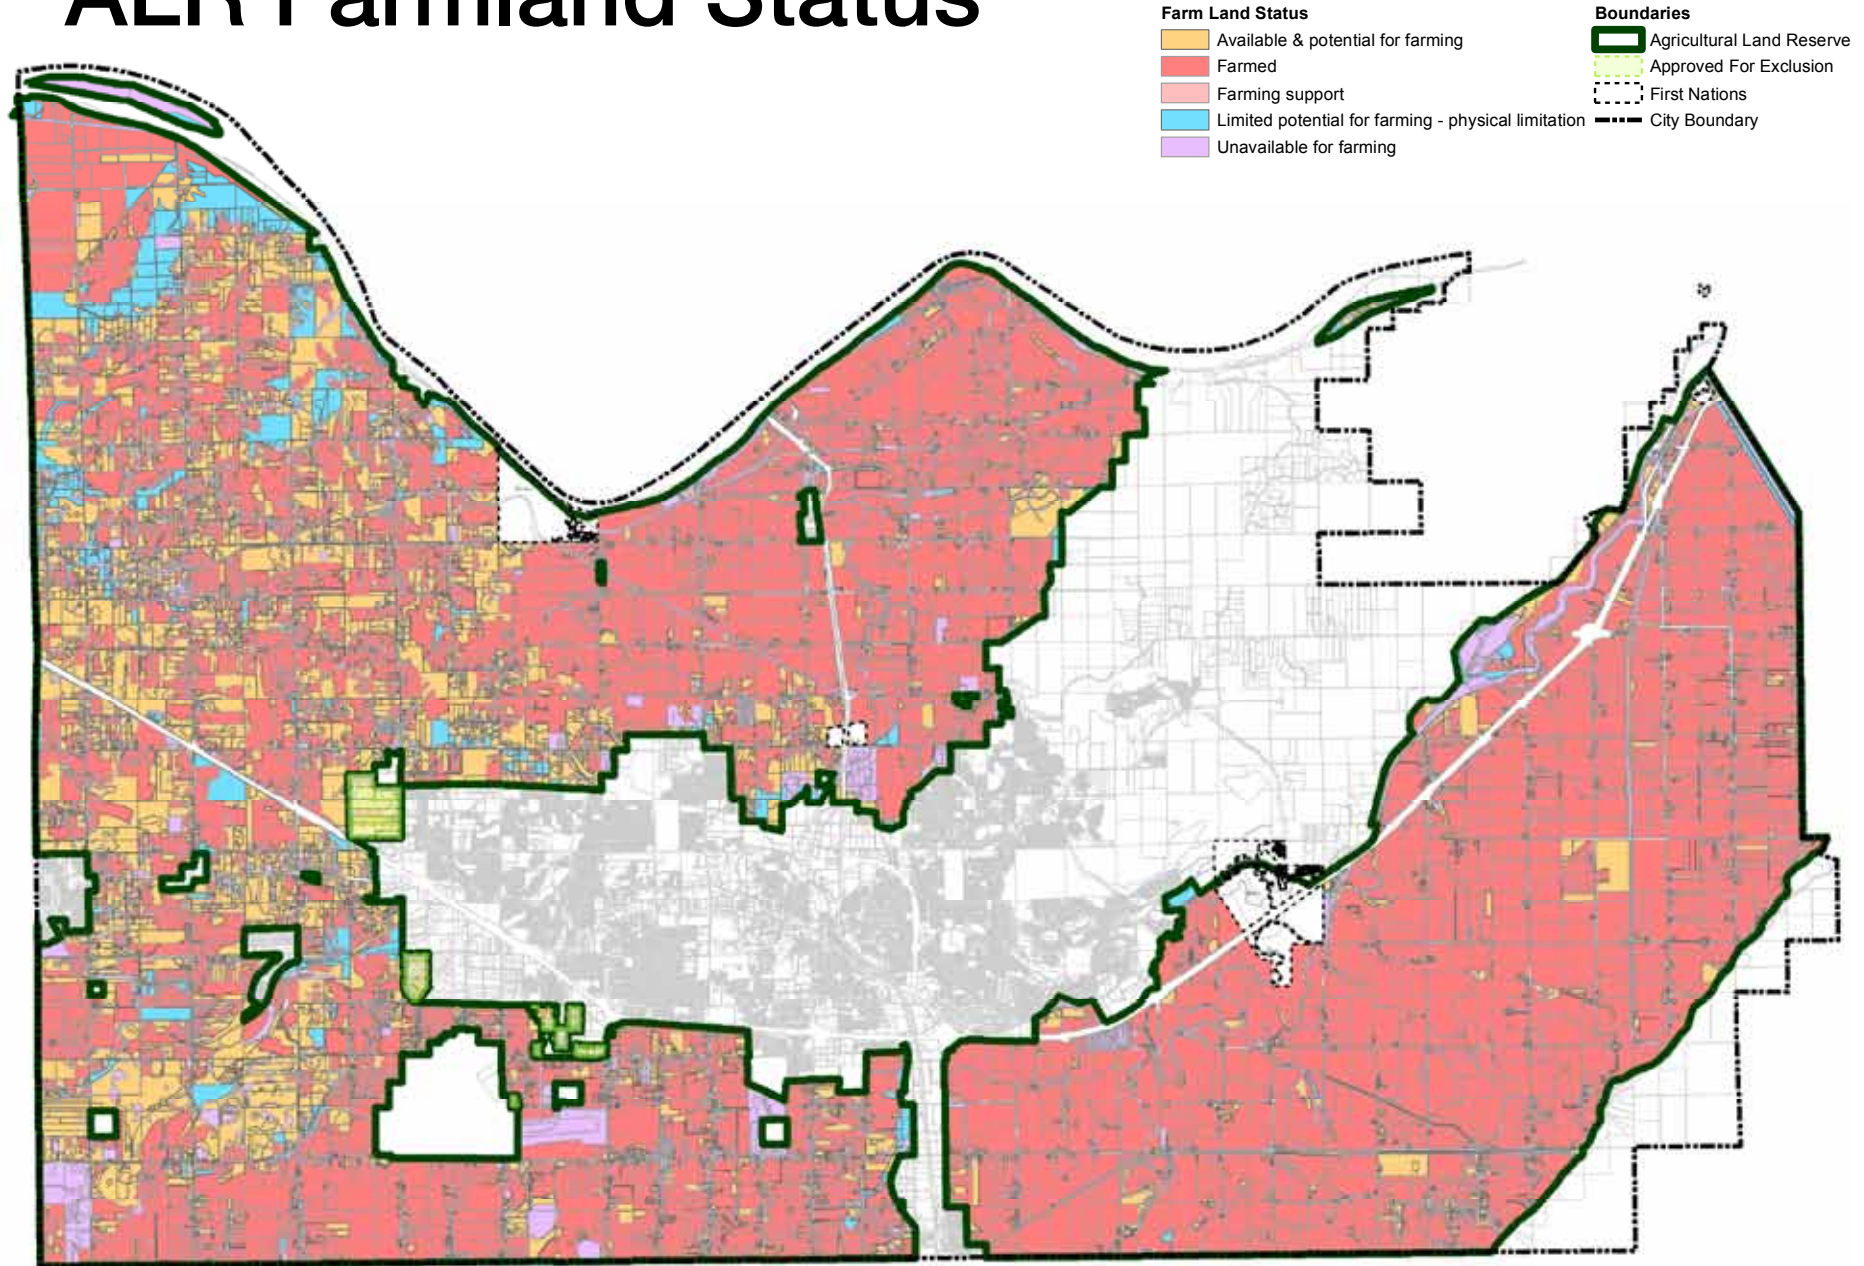 ALR Farmland Status
Farm Land Status
Available & potential for farming
Farmed
Farming support
Limited potential for farming - physical limitation
Unavailable for farming
Boundaries
Agricultural Land Reserve
Approved For Exclusion
First Nations
City Boundary